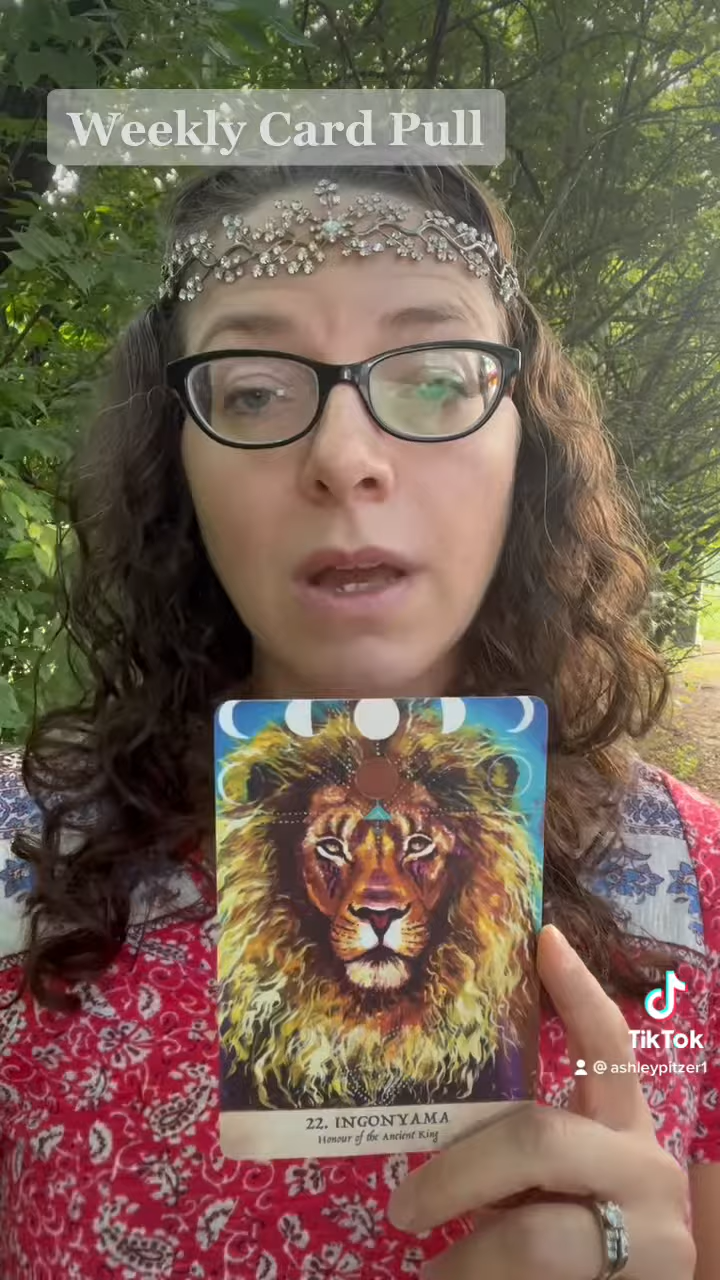 Weekly Card Pull
TikTok
@ashleypitzer1
22. INGONYAMA
Honour of the Ancient King